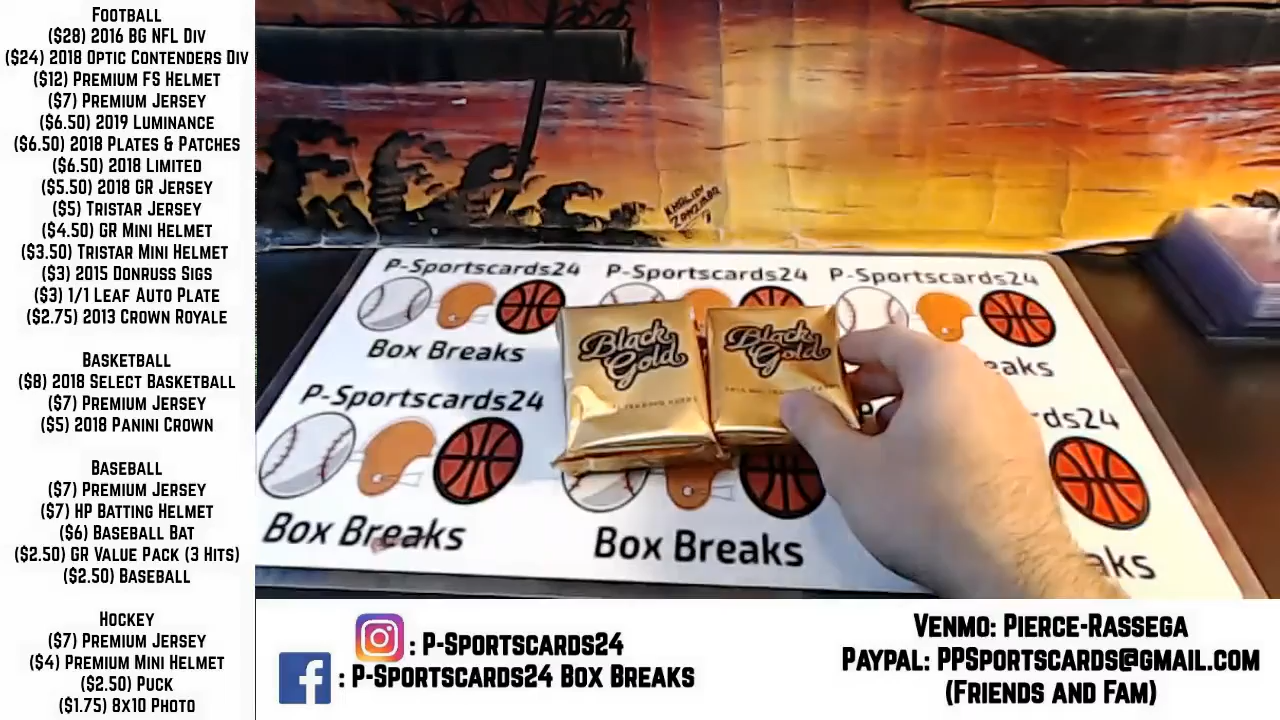 Football
($28) 2016 BG NFL Div
($24) 2018 Optic Contenders Div
($12) Premium FS Helmet
($7) Premium Jersey
($6.50) 2019 Luminance
($6.50) 2018 Plates & Patches
($6.50) 2018 Limited
($5.50) 2018 GR Jersey
($5) Tristar Jersey
($4.50) GR Mini Helmet
($3.50) Tristar Mini Helmet
($3) 2015 Donruss Sigs
($3) 1/1 Leaf Auto Plate
($2.75) 2013 Crown Royale
Basketball
($8) 2018 Select Basketball
($7) Premium Jersey
($5) 2018 Panini Crown
Baseball
($7) Premium Jersey
($7) HP Batting Helmet
($6) Baseball Bat
($2.50) GR Value Pack (3 Hits)
($2.50) Baseball
Hockey
($7) Premium Jersey
($4) Premium Mini Helmet
($2.50) Puck
($1.75) 8x10 Photo
P-Sportscards24 P-Sportscards24 P-Sportscards24
Box Breaks
Black Gold
Black Gold
aks
P-Sportscards24
ds24
Box Breaks
Box Breaks
aks
: P-Sportscards24
: P-Sportscards24 Box Breaks
Venmo: Pierce-Rassega
Paypal: PPSportscards@gmail.com
(Friends and Fam)